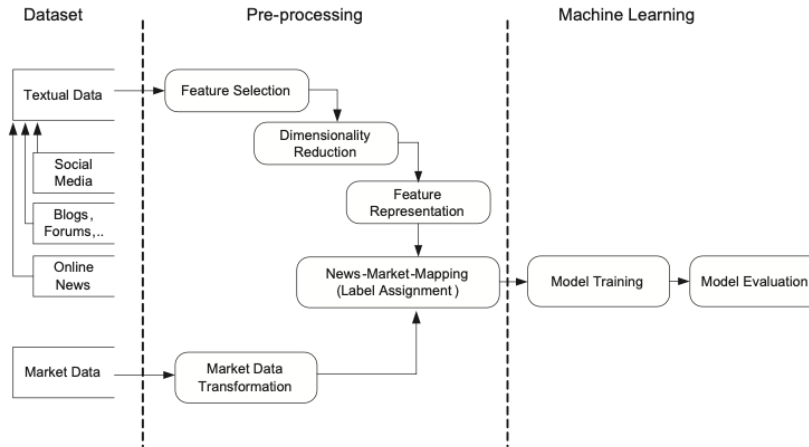 Dataset
Pre-processing
Machine Learning
Textual Data
Feature Selection
Dimensionality
Reduction
Social
Media
Feature
Representation
Blogs,
Forums,..
Online
News
News-Market-Mapping
(Label Assignment)
Model Training
Model Evaluation
Market Data
Market Data
Transformation